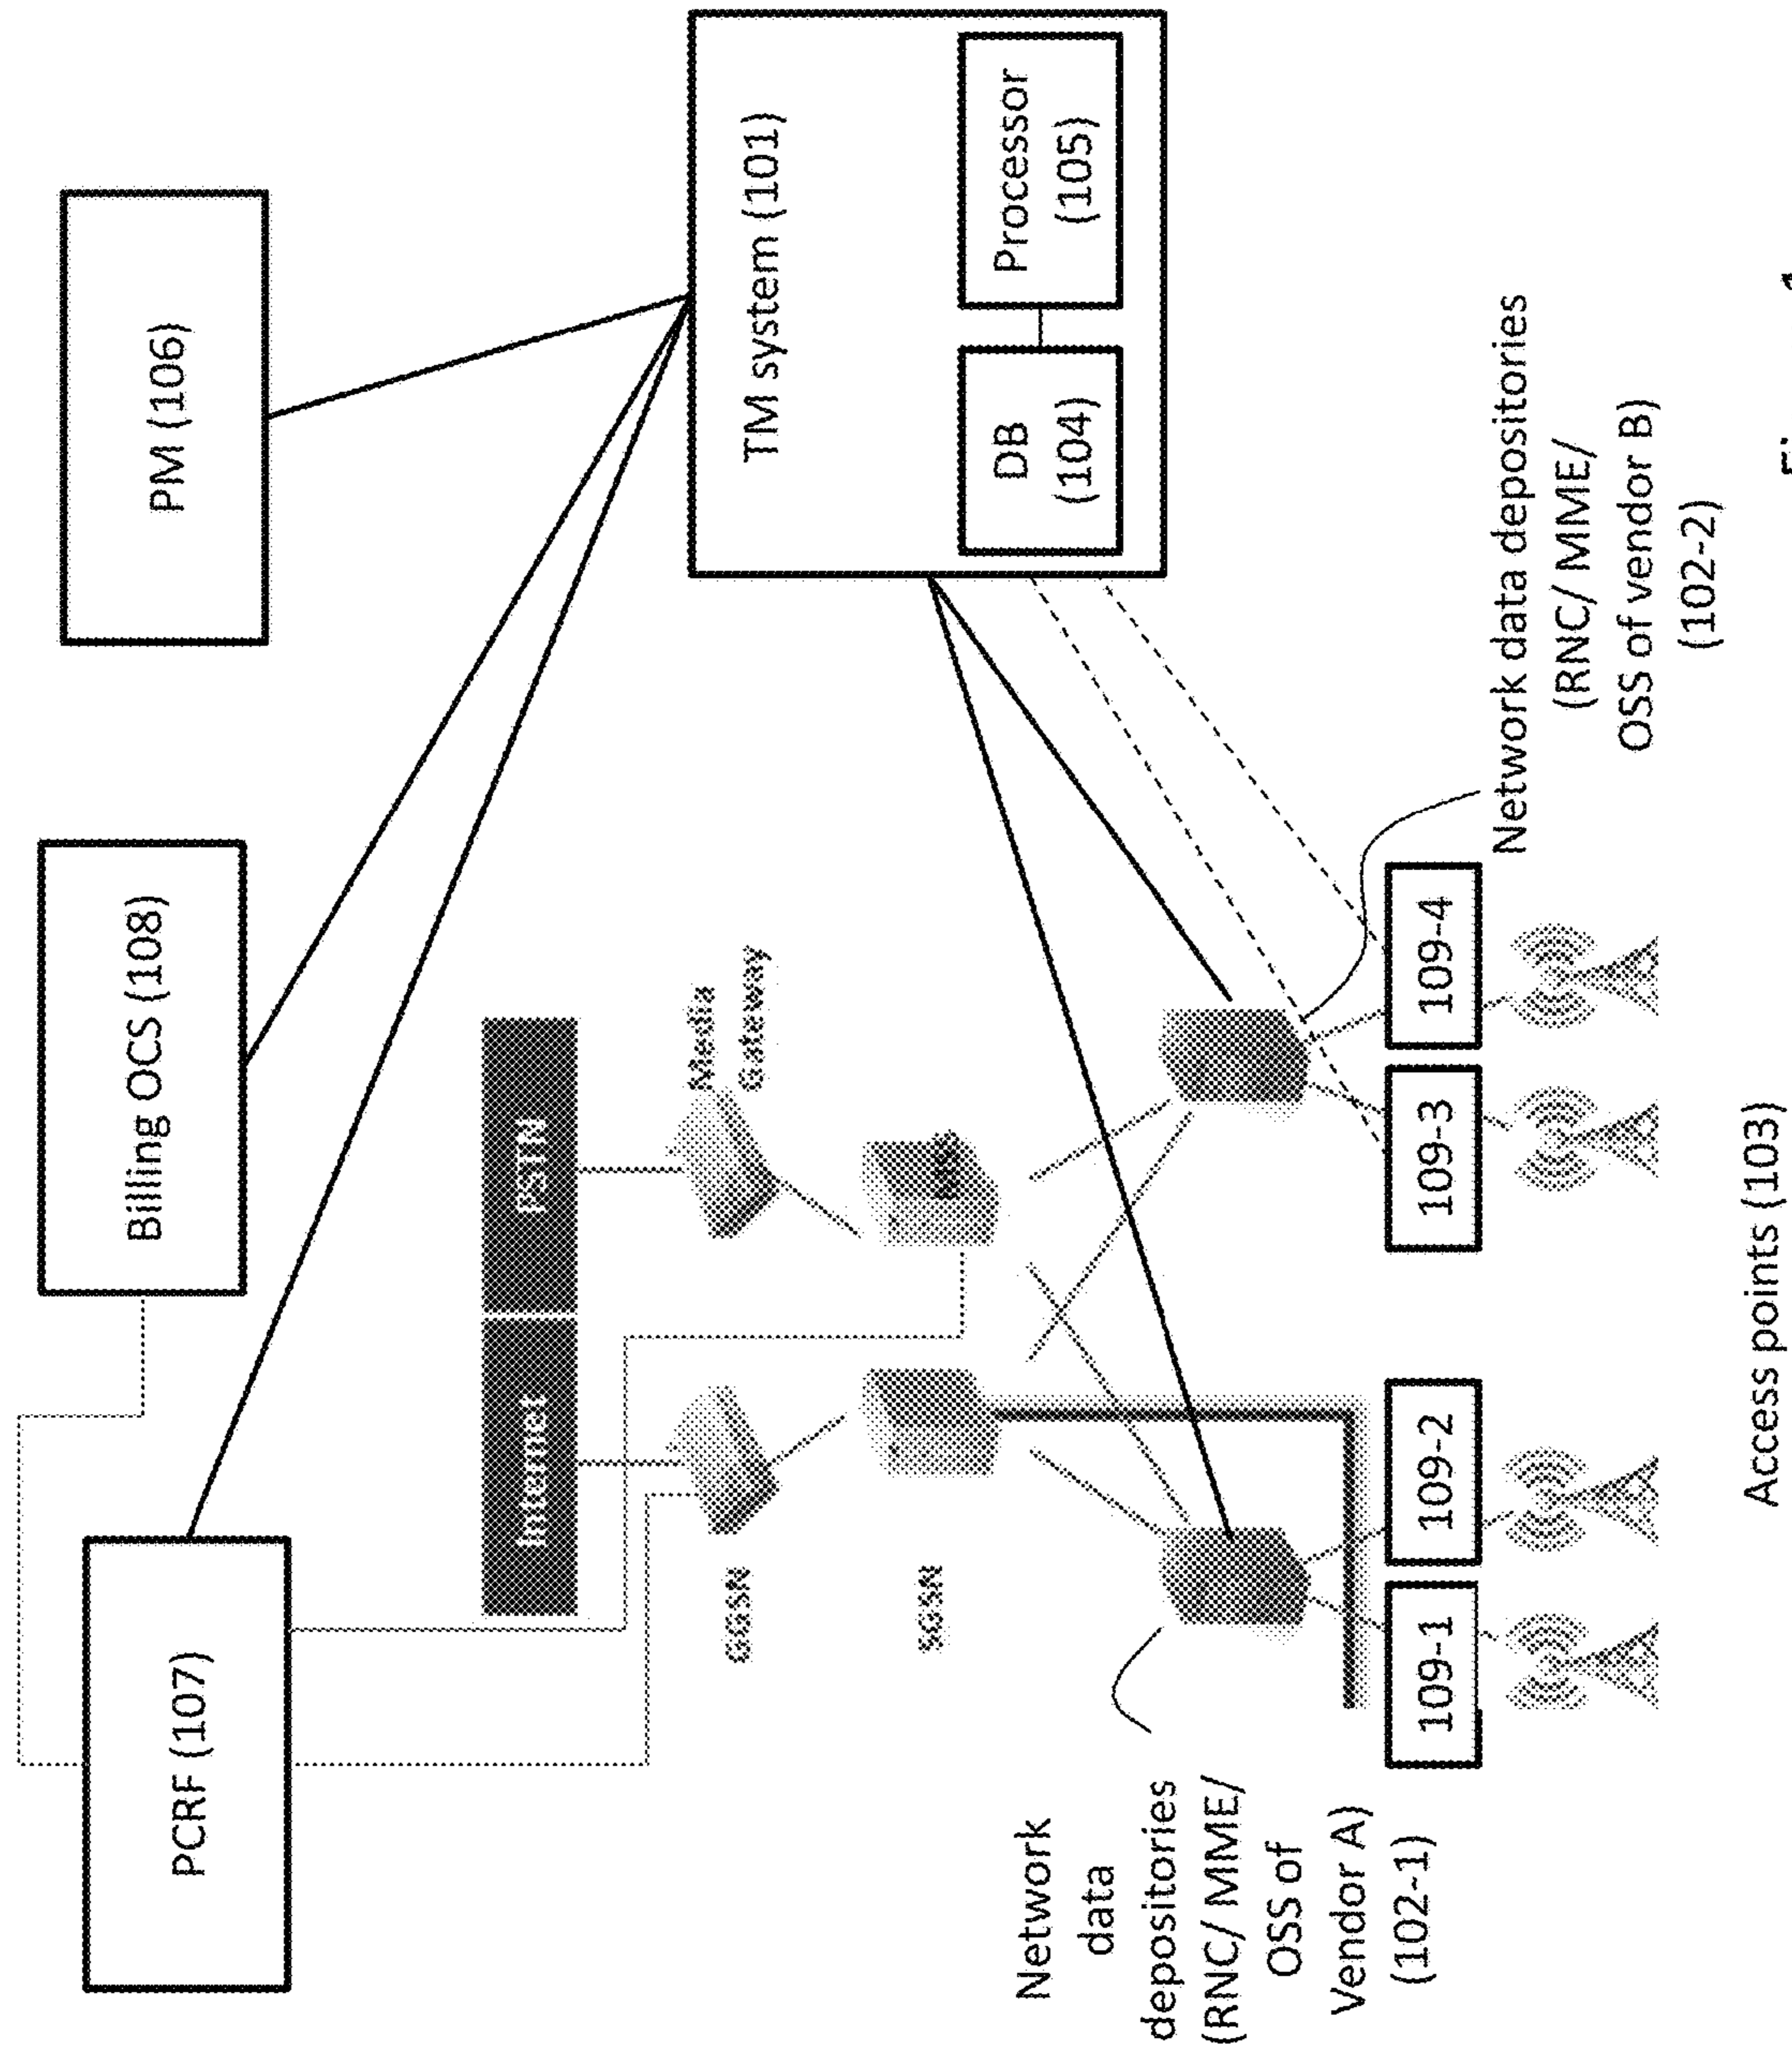 PCRF (107)
Billing OCS (108)
PM (106)
Internet
PSTN
GGSN
Media
Gateway
SGSN
TM system (101)
DB
(104)
Processor
(105)
Network
data
depositories
(RNC/ MME/
OSS of
Vendor A)
(102-1)
109-1
109-2
109-3
109-4
Network data depositories
(RNC/ MME/
OSS of vendor B)
(102-2)
Access points (103)